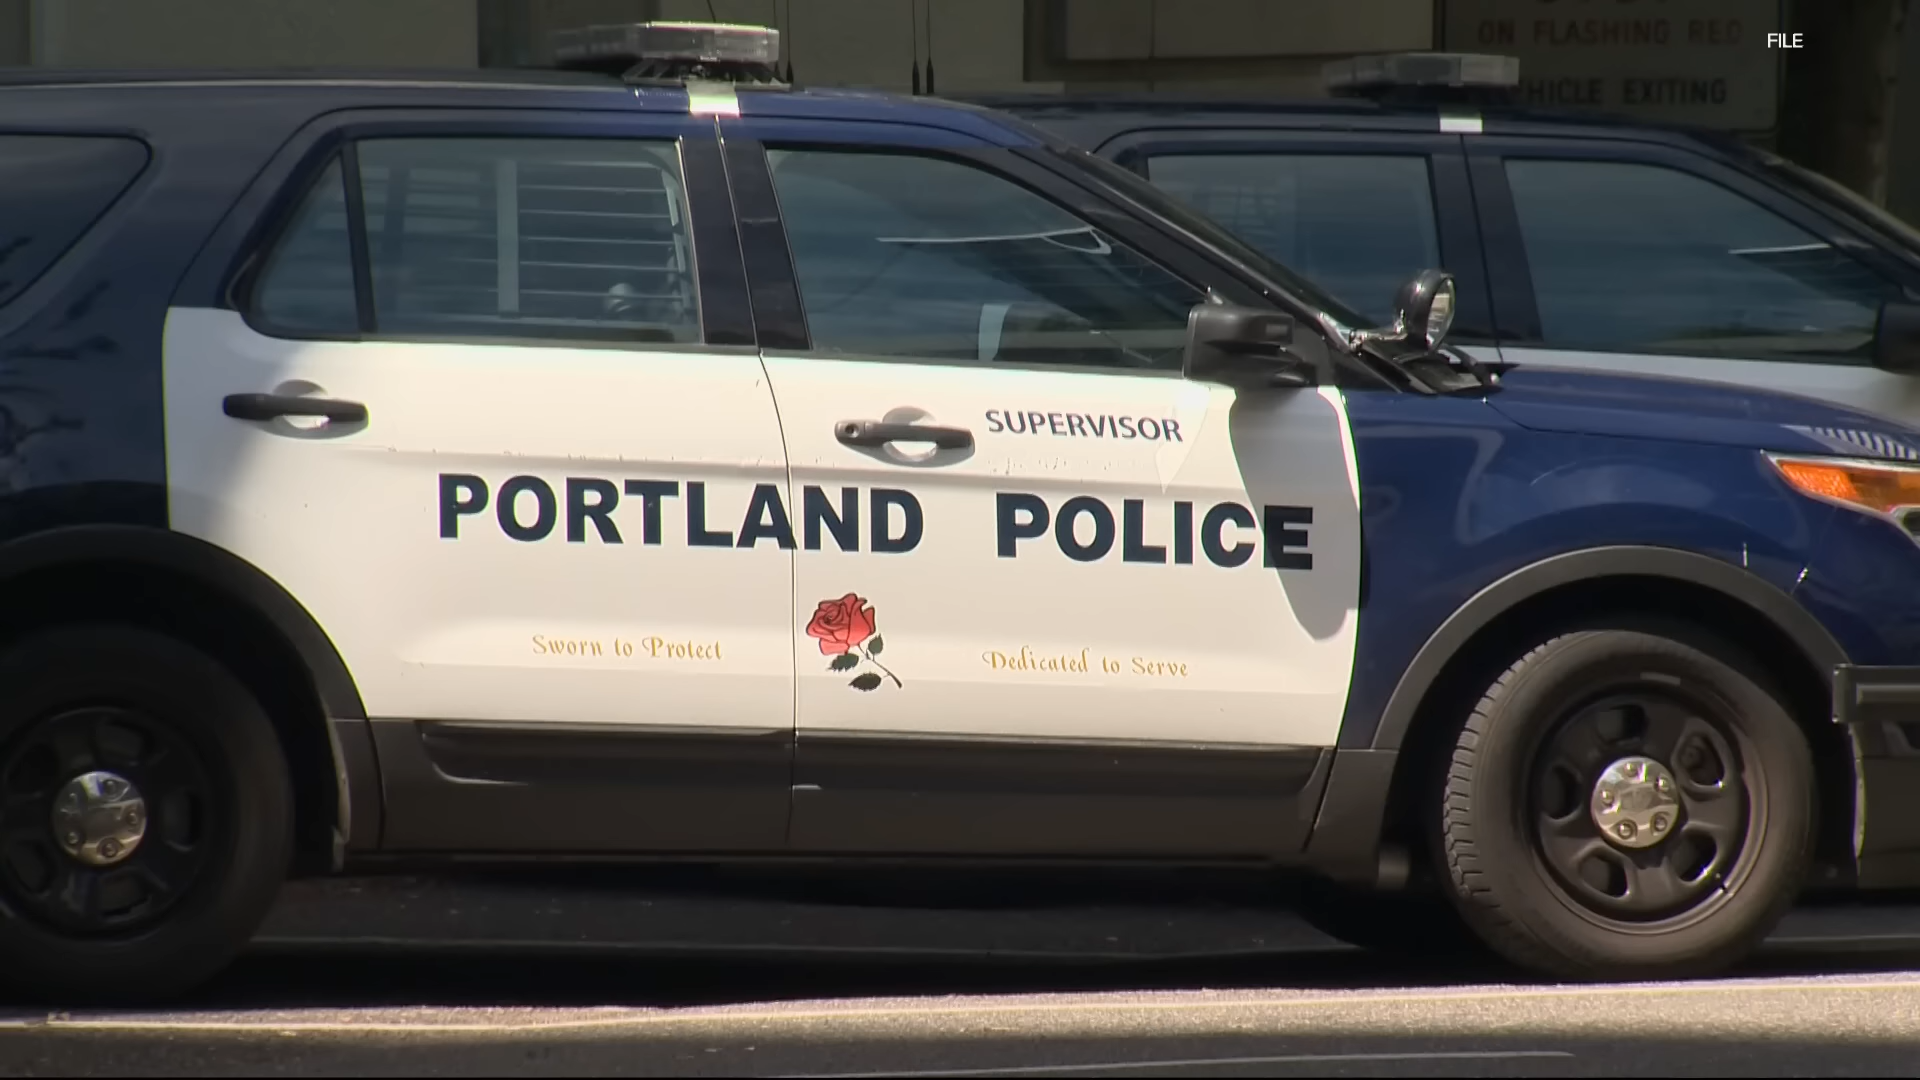 FILE
ON FLASHING RED
VEHICLE EXITING
SUPERVISOR
PORTLAND POLICE
Sworn to Protect
Dedicated to Serve